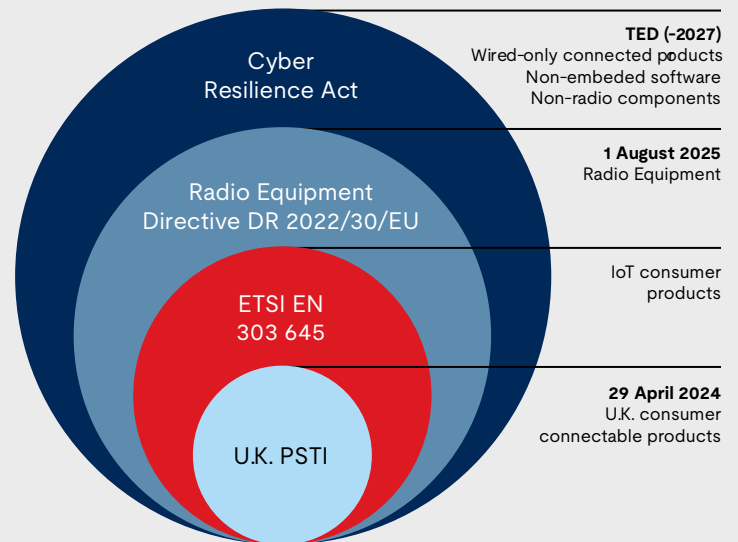 Cyber
Resilience Act
TED (-2027)
Wired-only connected products
Non-embeded software
Non-radio components
1 August 2025
Radio Equipment
Radio Equipment
Directive DR 2022/30/EU
IoT consumer
products
ETSI EN
303 645
29 April 2024
U.K. consumer
connectable products
U.K. PSTI